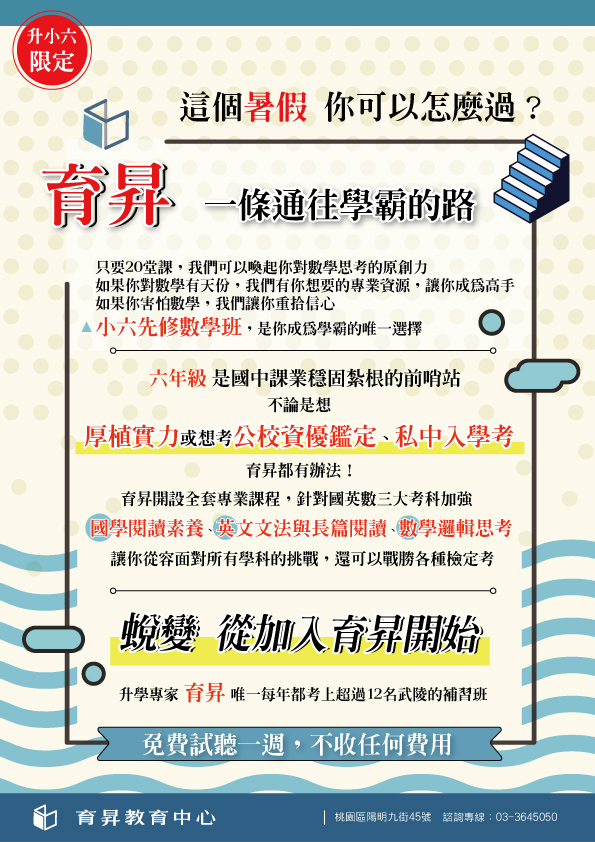 升小六
限定
這個暑假 你可以怎麼過？
育昇 一條通往學霸的路
只要20堂課，我們可以喚起你對數學思考的原創力
如果你對數學有天份，我們有你想要的專業資源，讓你成為高手
如果你害怕數學，我們讓你重拾信心
▲小六先修數學班，是你成為學霸的唯一選擇
六年級 是國中課業穩固紮根的前哨站
不論是想
厚植實力或想考公校資優鑑定、私中入學考
育昇都有辦法！
育昇開設全套專業課程，針對國英數三大考科加強
國學閱讀素養、英文文法與長篇閱讀、數學邏輯思考
讓你從容面對所有學科的挑戰，還可以戰勝各種檢定考
蛻變 從加入育昇開始
升學專家 育昇 唯一每年都考上超過12名武陵的補習班
免費試聽一週，不收任何費用
育昇教育中心
桃園區陽明九街45號 諮詢專線：03-3645050